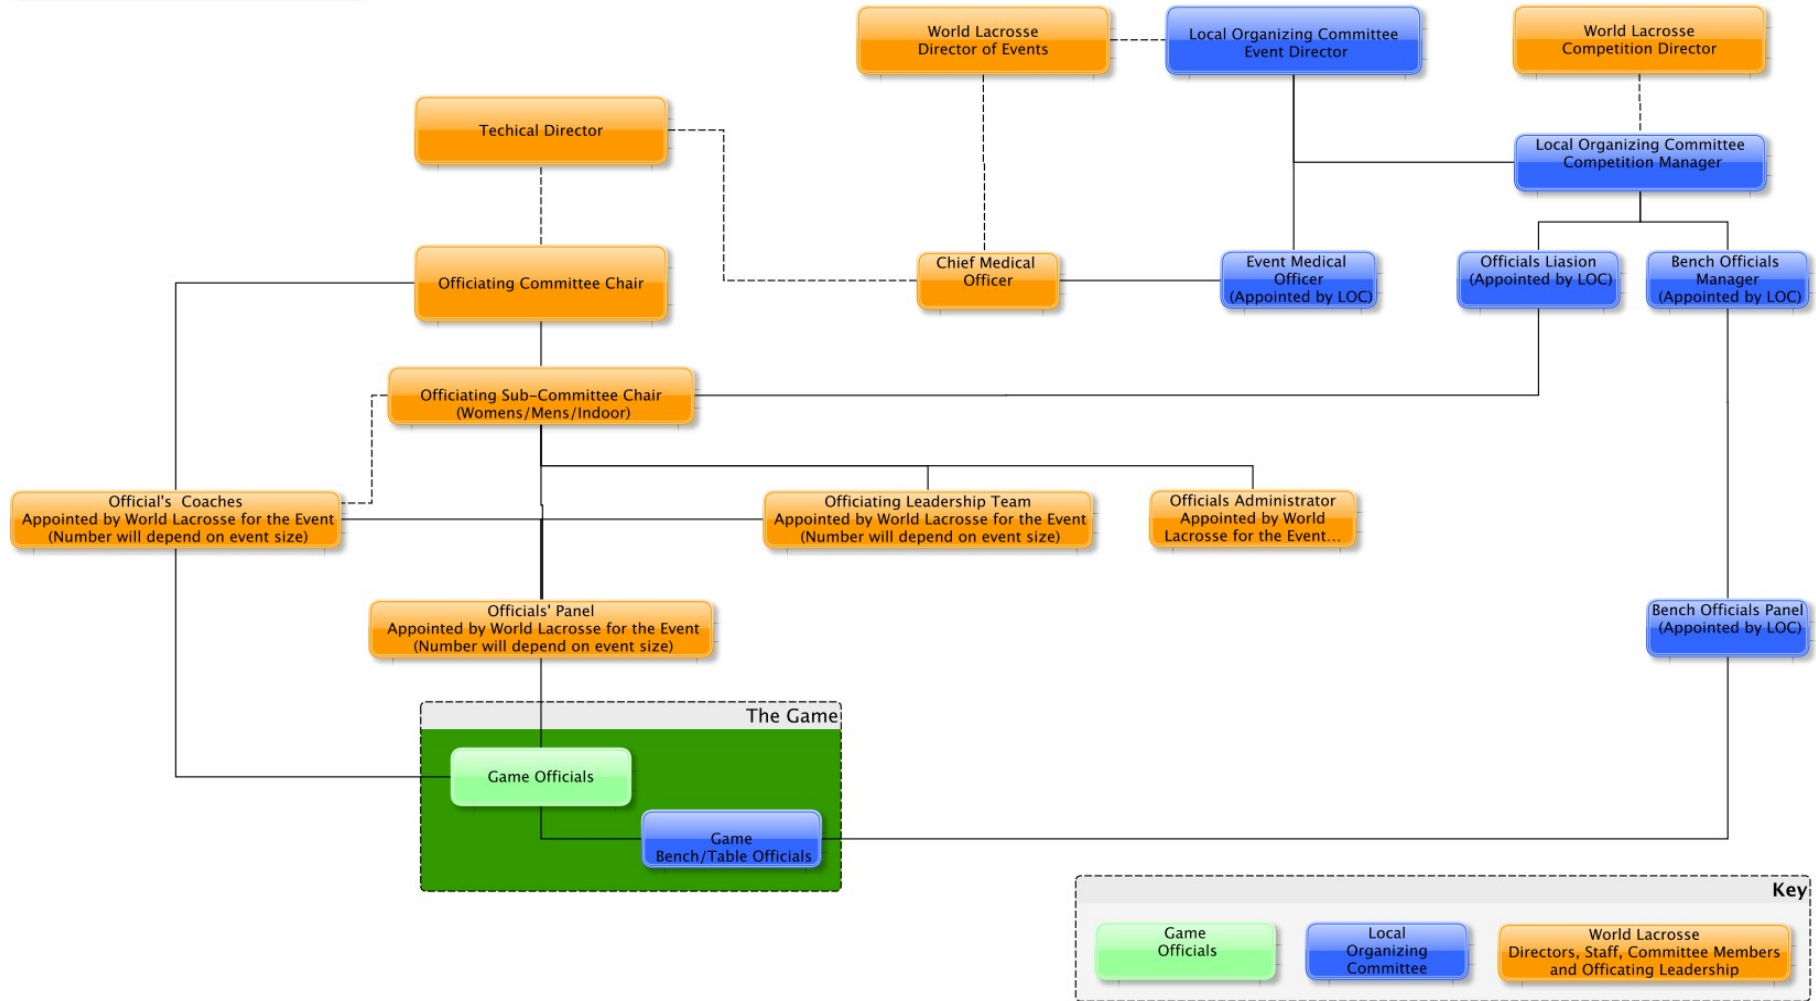 World Lacrosse
Director of Events
Local Organizing Committee
Event Director
World Lacrosse
Competition Director
Techical Director
Local Organizing Committee
Competition Manager
Officiating Committee Chair
Chief Medical
Officer
Event Medical
Officer
(Appointed by LOC)
Officials Liasion
(Appointed by LOC)
Bench Officials
Manager
(Appointed by LOC)
Officiating Sub-Committee Chair
(Womens/Mens/Indoor)
Official's Coaches
Appointed by World Lacrosse for the Event
(Number will depend on event size)
Officiating Leadership Team
Appointed by World Lacrosse for the Event
(Number will depend on event size)
Officials Administrator
Appointed by World
Lacrosse for the Event...
Officials' Panel
Appointed by World Lacrosse for the Event
(Number will depend on event size)
Bench Officials Panel
(Appointed by LOC)
The Game
Game Officials
Game
Bench/Table Officials
Key
Game
Officials
Local
Organizing
Committee
World Lacrosse
Directors, Staff, Committee Members
and Officating Leadership